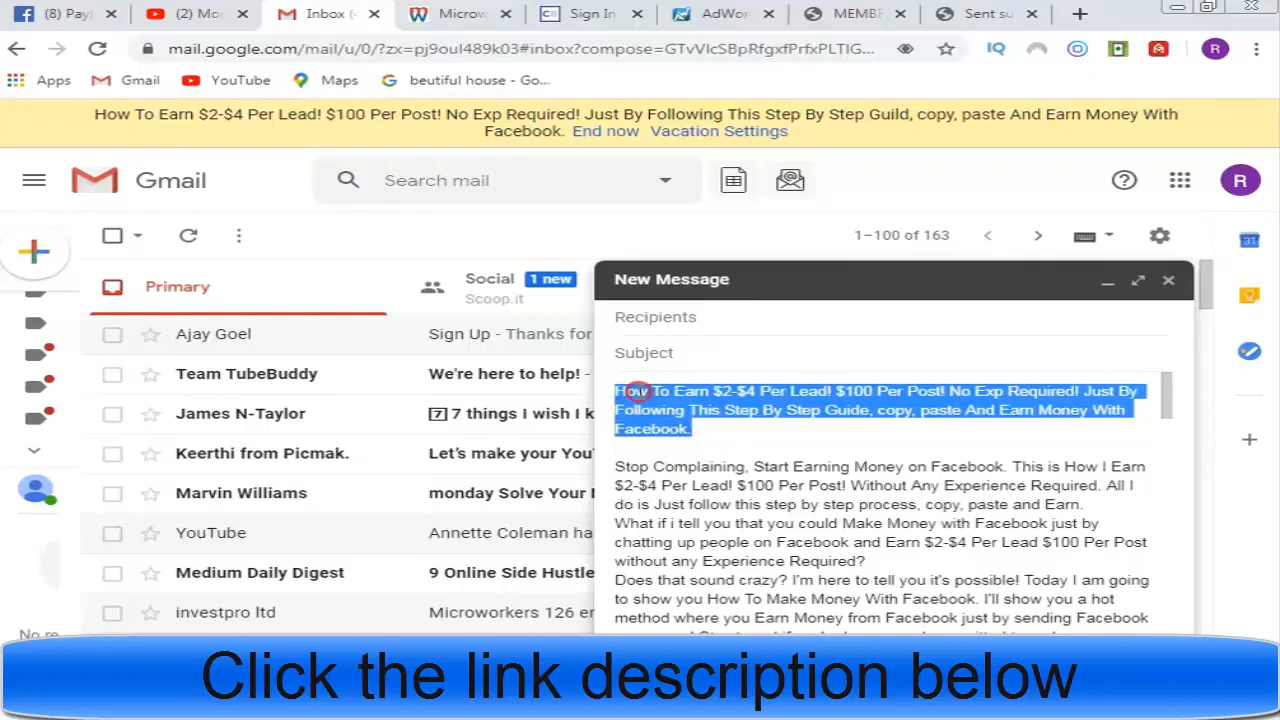 (8) Payi
(2) Mo
Inbox (
Microw
Sign In
AdWor
MEMBE
Sent su
mail.google.com/mail/u/0/?zx=pj9oul489k03#inbox?compose=GTvVlcSBpRfgxfPrfxPLTlG...
IQ
R
Apps
Gmail
YouTube
Maps
beutiful house - Go...
How To Earn $2-$4 Per Lead! $100 Per Post! No Exp Required! Just By Following This Step By Step Guild, copy, paste And Earn Money With
Facebook. End now Vacation Settings
Gmail
Search mail
R
1–100 of 163
31
Primary
Social 1 new
Scoop.it
Ajay Goel
Sign Up - Thanks for
Team TubeBuddy
We're here to help! -
James N-Taylor
7 7 things I wish I k
Keerthi from Picmak.
Let's make your You
Marvin Williams
monday Solve Your
YouTube
Annette Coleman ha
Medium Daily Digest
9 Online Side Hustle
investpro ltd
Microworkers 126 e
No re
New Message
Recipients
Subject
How To Earn $2-$4 Per Lead! $100 Per Post! No Exp Required! Just By
Following This Step By Step Guide, copy, paste And Earn Money With
Facebook.
Stop Complaining, Start Earning Money on Facebook. This is How I Earn
$2-$4 Per Lead! $100 Per Post! Without Any Experience Required. All I
do is Just follow this step by step process, copy, paste and Earn.
What if i tell you that you could Make Money with Facebook just by
chatting up people on Facebook and Earn $2-$4 Per Lead $100 Per Post
without any Experience Required?
Does that sound crazy? I'm here to tell you it's possible! Today I am going
to show you How To Make Money With Facebook. I'll show you a hot
method where you Earn Money from Facebook just by sending Facebook
Click the link description below